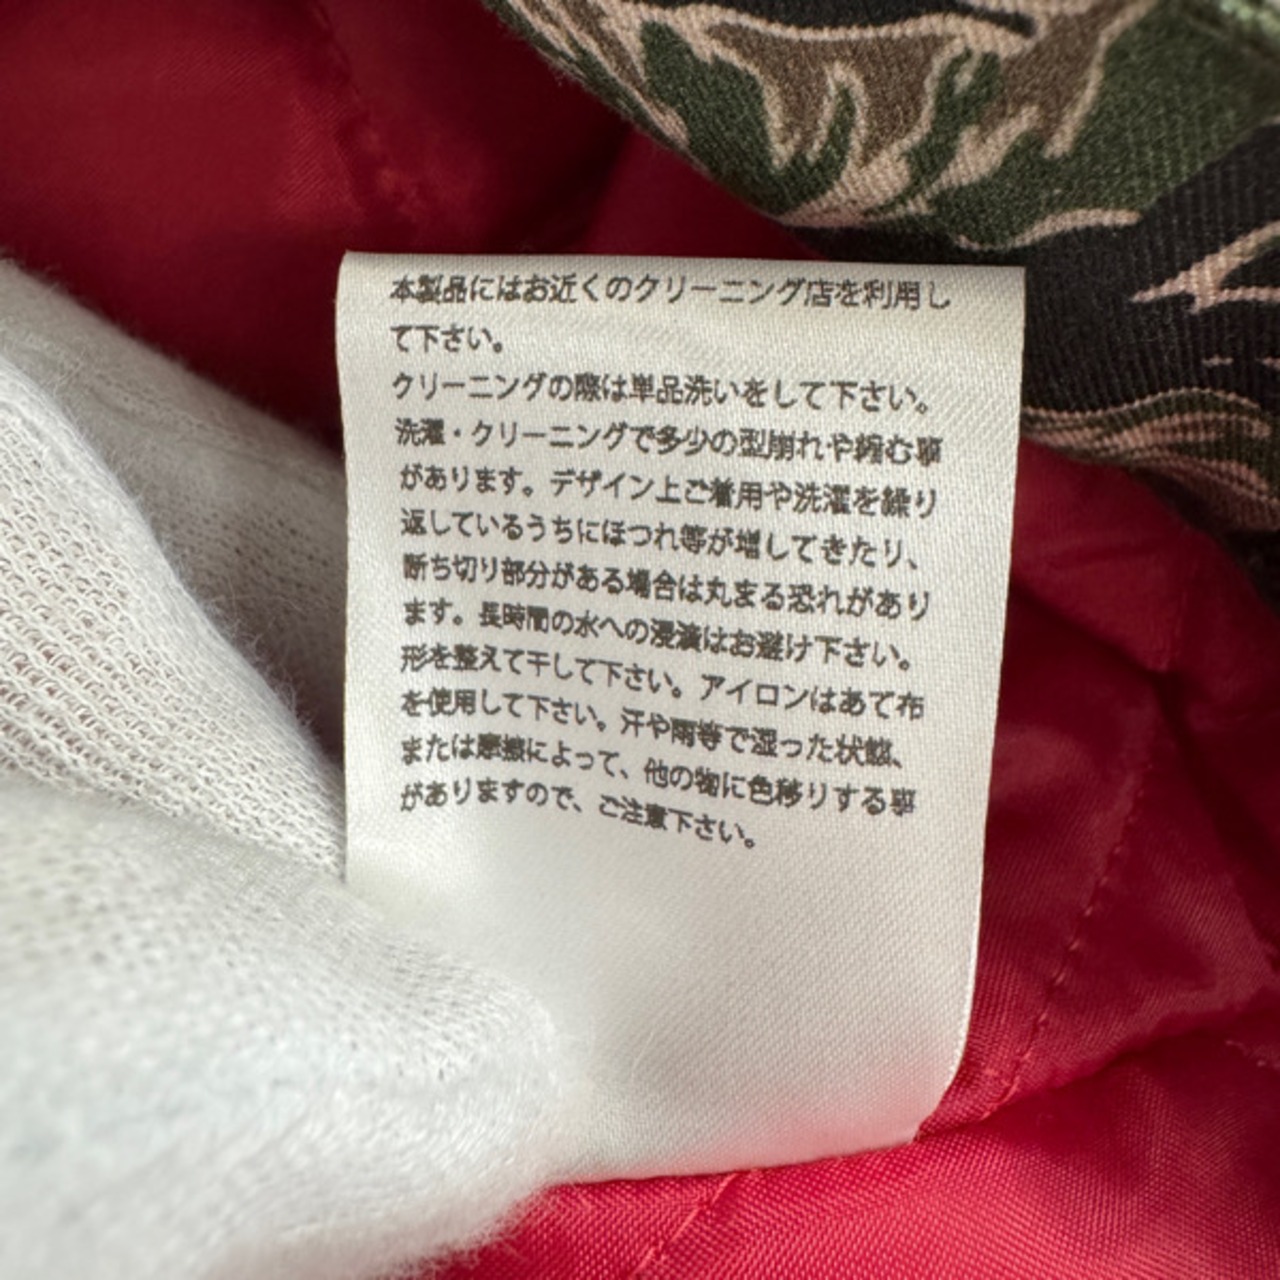 本製品にはお近くのクリーニング店を利用し
て下さい。
クリーニングの際は単品洗いをして下さい。
洗濯・クリーニングで多少の型崩れや縮む事
があります。デザイン上ご着用や洗濯を繰り
返しているうちにほつれ等が増してきたり、
断ち切り部分がある場合は丸まる恐れがあり
ます。長時間の水への浸漬はお避け下さい。
形を整えて干して下さい。アイロンはあて布
を使用して下さい。汗や雨等で湿った状態、
または摩擦によって、他の物に色移りする事
がありますので、ご注意下さい。